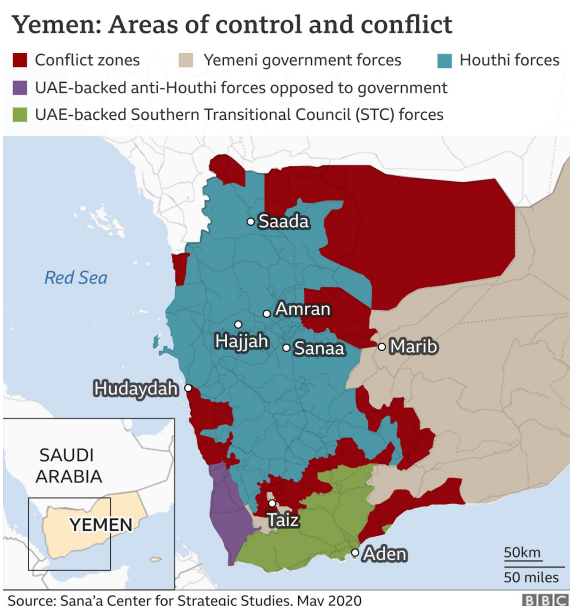 Yemen: Areas of control and conflict
Conflict zones
Yemeni government forces
Houthi forces
UAE-backed anti-Houthi forces opposed to government
UAE-backed Southern Transitional Council (STC) forces
Saada
Red Sea
Amran
Hajjah
Sanaa
Marib
Hudaydah
SAUDI
ARABIA
YEMEN
Taiz
Aden
50km
50 miles
Source: Sana'a Center for Strategic Studies, May 2020
BBC